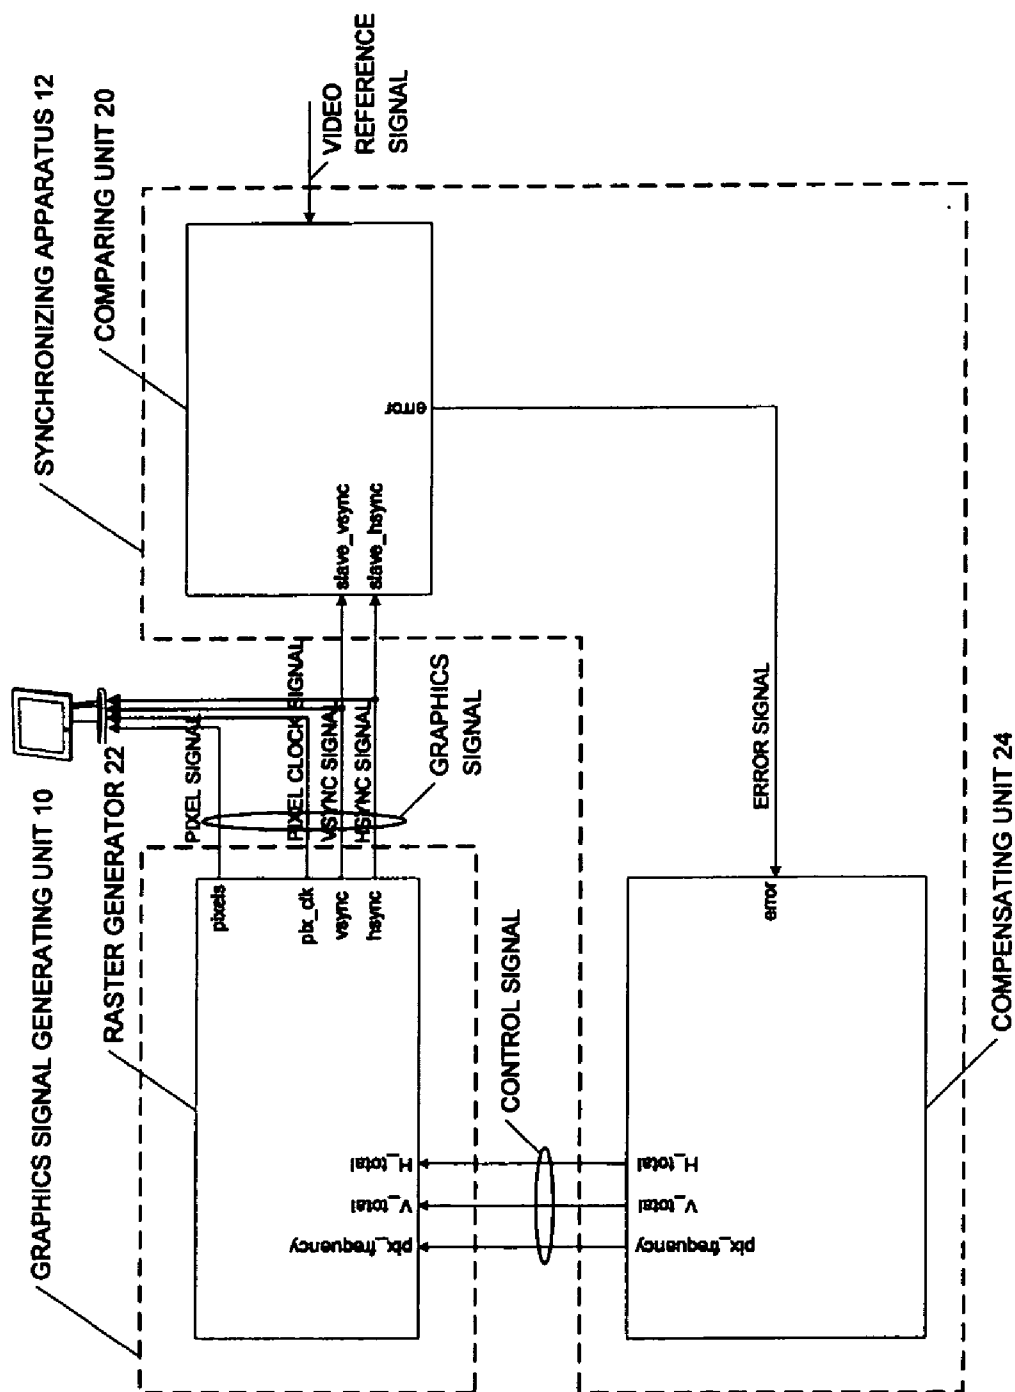 GRAPHICS SIGNAL GENERATING UNIT 10
RASTER GENERATOR 22
SYNCHRONIZING APPARATUS 12
COMPARING UNIT 20
VIDEO
REFERENCE
SIGNAL
PIXEL SIGNAL
PIXEL CLOCK SIGNAL
VSYNC SIGNAL
HSYNC SIGNAL
GRAPHICS
SIGNAL
pixels
pix_clk
vsync
hsync
slave_vsync
slave_hsync
error
H_total
V_total
pix_frequency
CONTROL SIGNAL
H_total
V_total
pix_frequency
error
ERROR SIGNAL
COMPENSATING UNIT 24